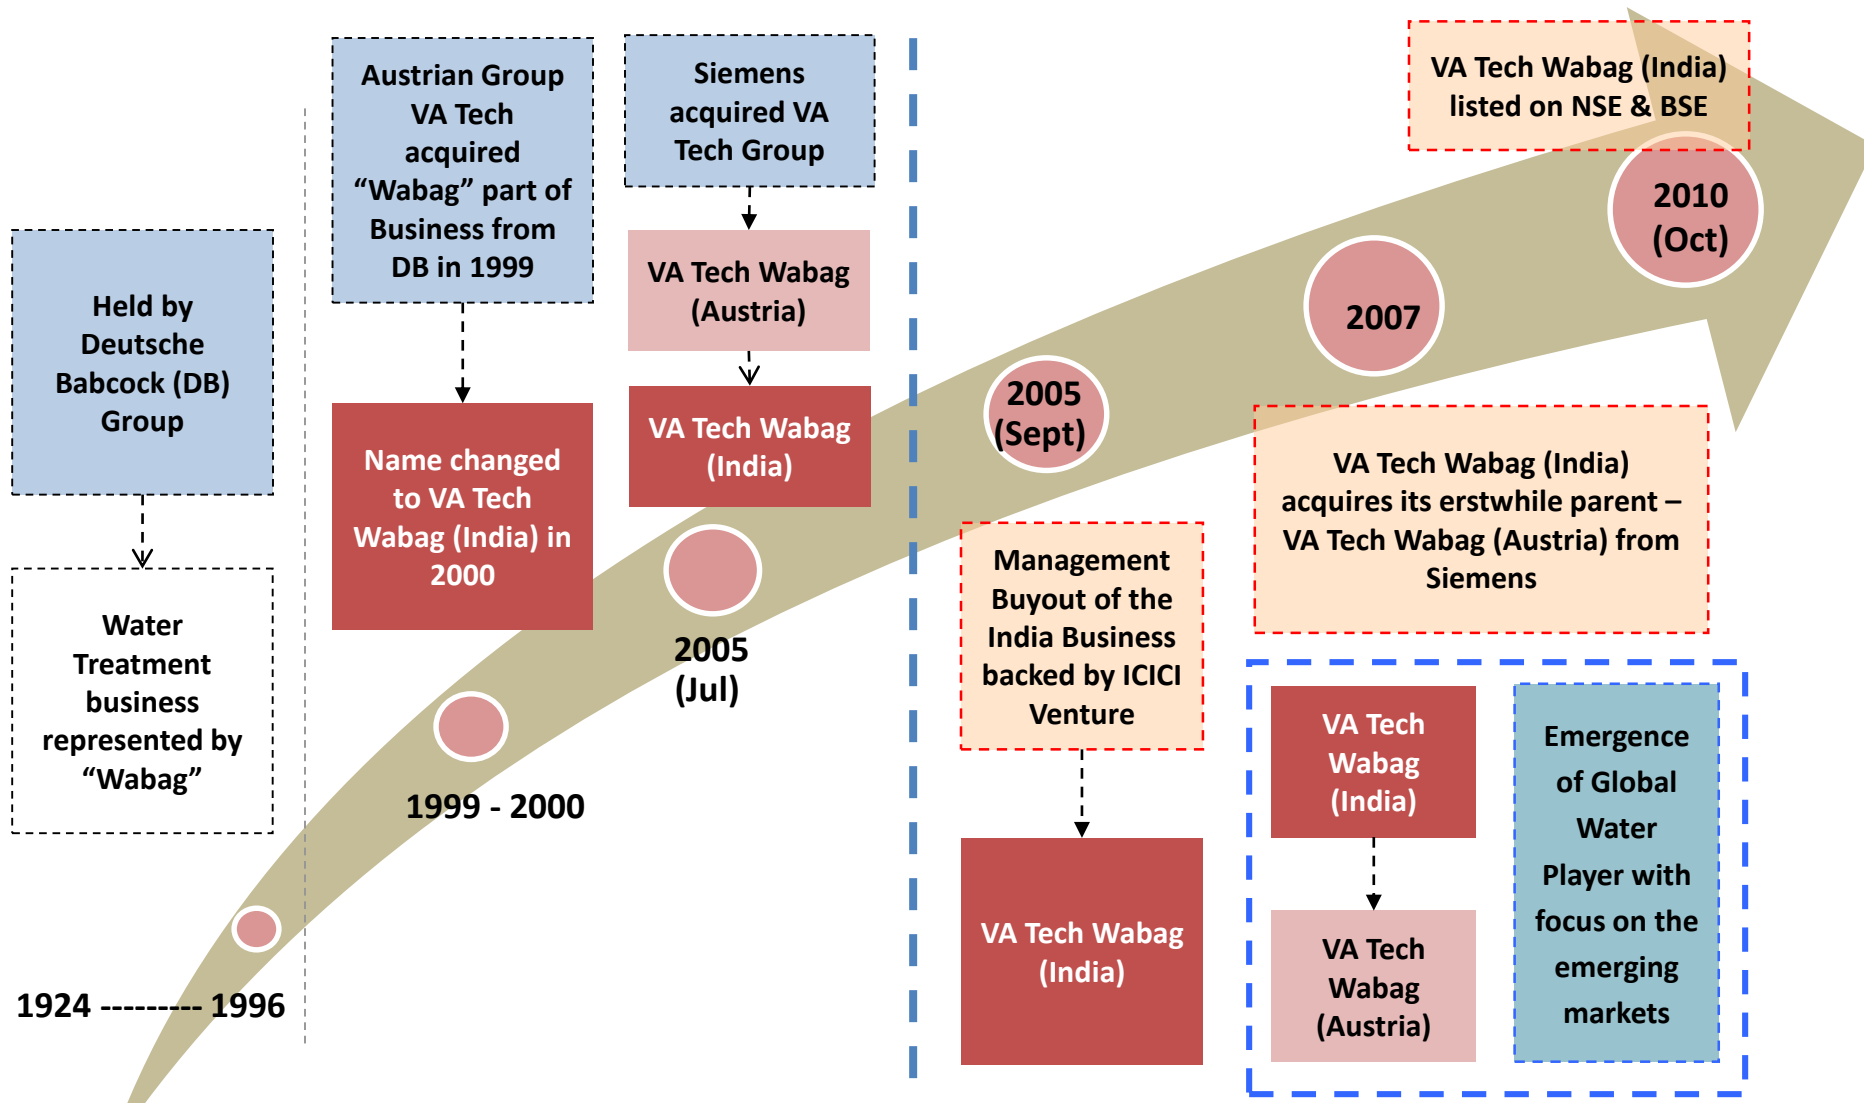 Held by
Deutsche
Babcock (DB)
Group
Water
Treatment
business
represented by
“Wabag”
1924 --------- 1996
Austrian Group
VA Tech
acquired
“Wabag” part of
Business from
DB in 1999
Name changed
to VA Tech
Wabag (India) in
2000
1999 - 2000
Siemens
acquired VA
Tech Group
VA Tech Wabag
(Austria)
VA Tech Wabag
(India)
2005
(Jul)
2005
(Sept)
Management
Buyout of the
India Business
backed by ICICI
Venture
VA Tech Wabag
(India)
2007
VA Tech Wabag (India)
acquires its erstwhile parent –
VA Tech Wabag (Austria) from
Siemens
VA Tech
Wabag
(India)
VA Tech
Wabag
(Austria)
Emergence
of Global
Water
Player with
focus on the
emerging
markets
VA Tech Wabag (India)
listed on NSE & BSE
2010
(Oct)